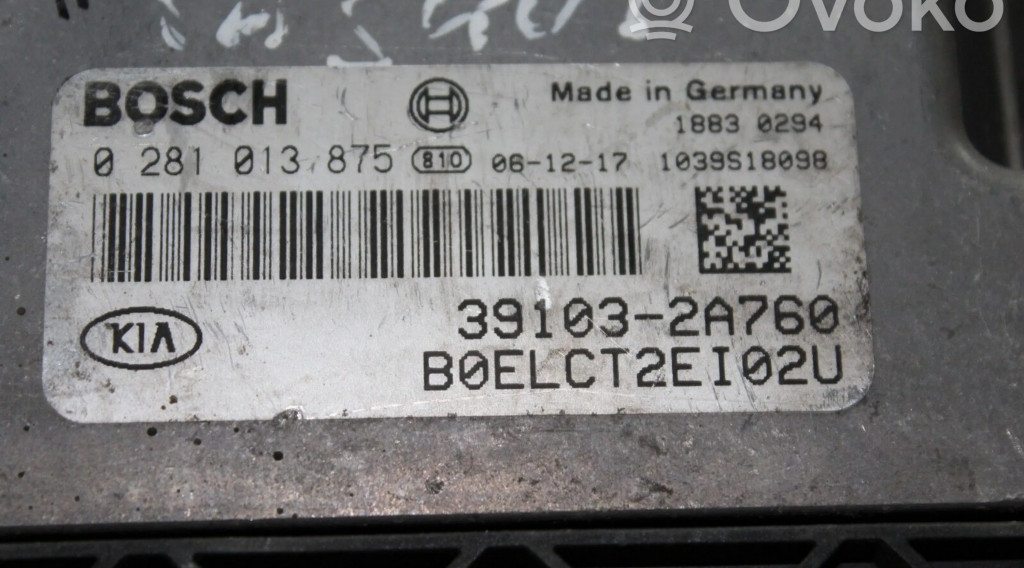 Ovoko
BOSCH Made in Germany
1883 0294
0 281 013 875 810 06-12-17 1039S18098
39103-2A760
KIA
B0ELCT2EI02U